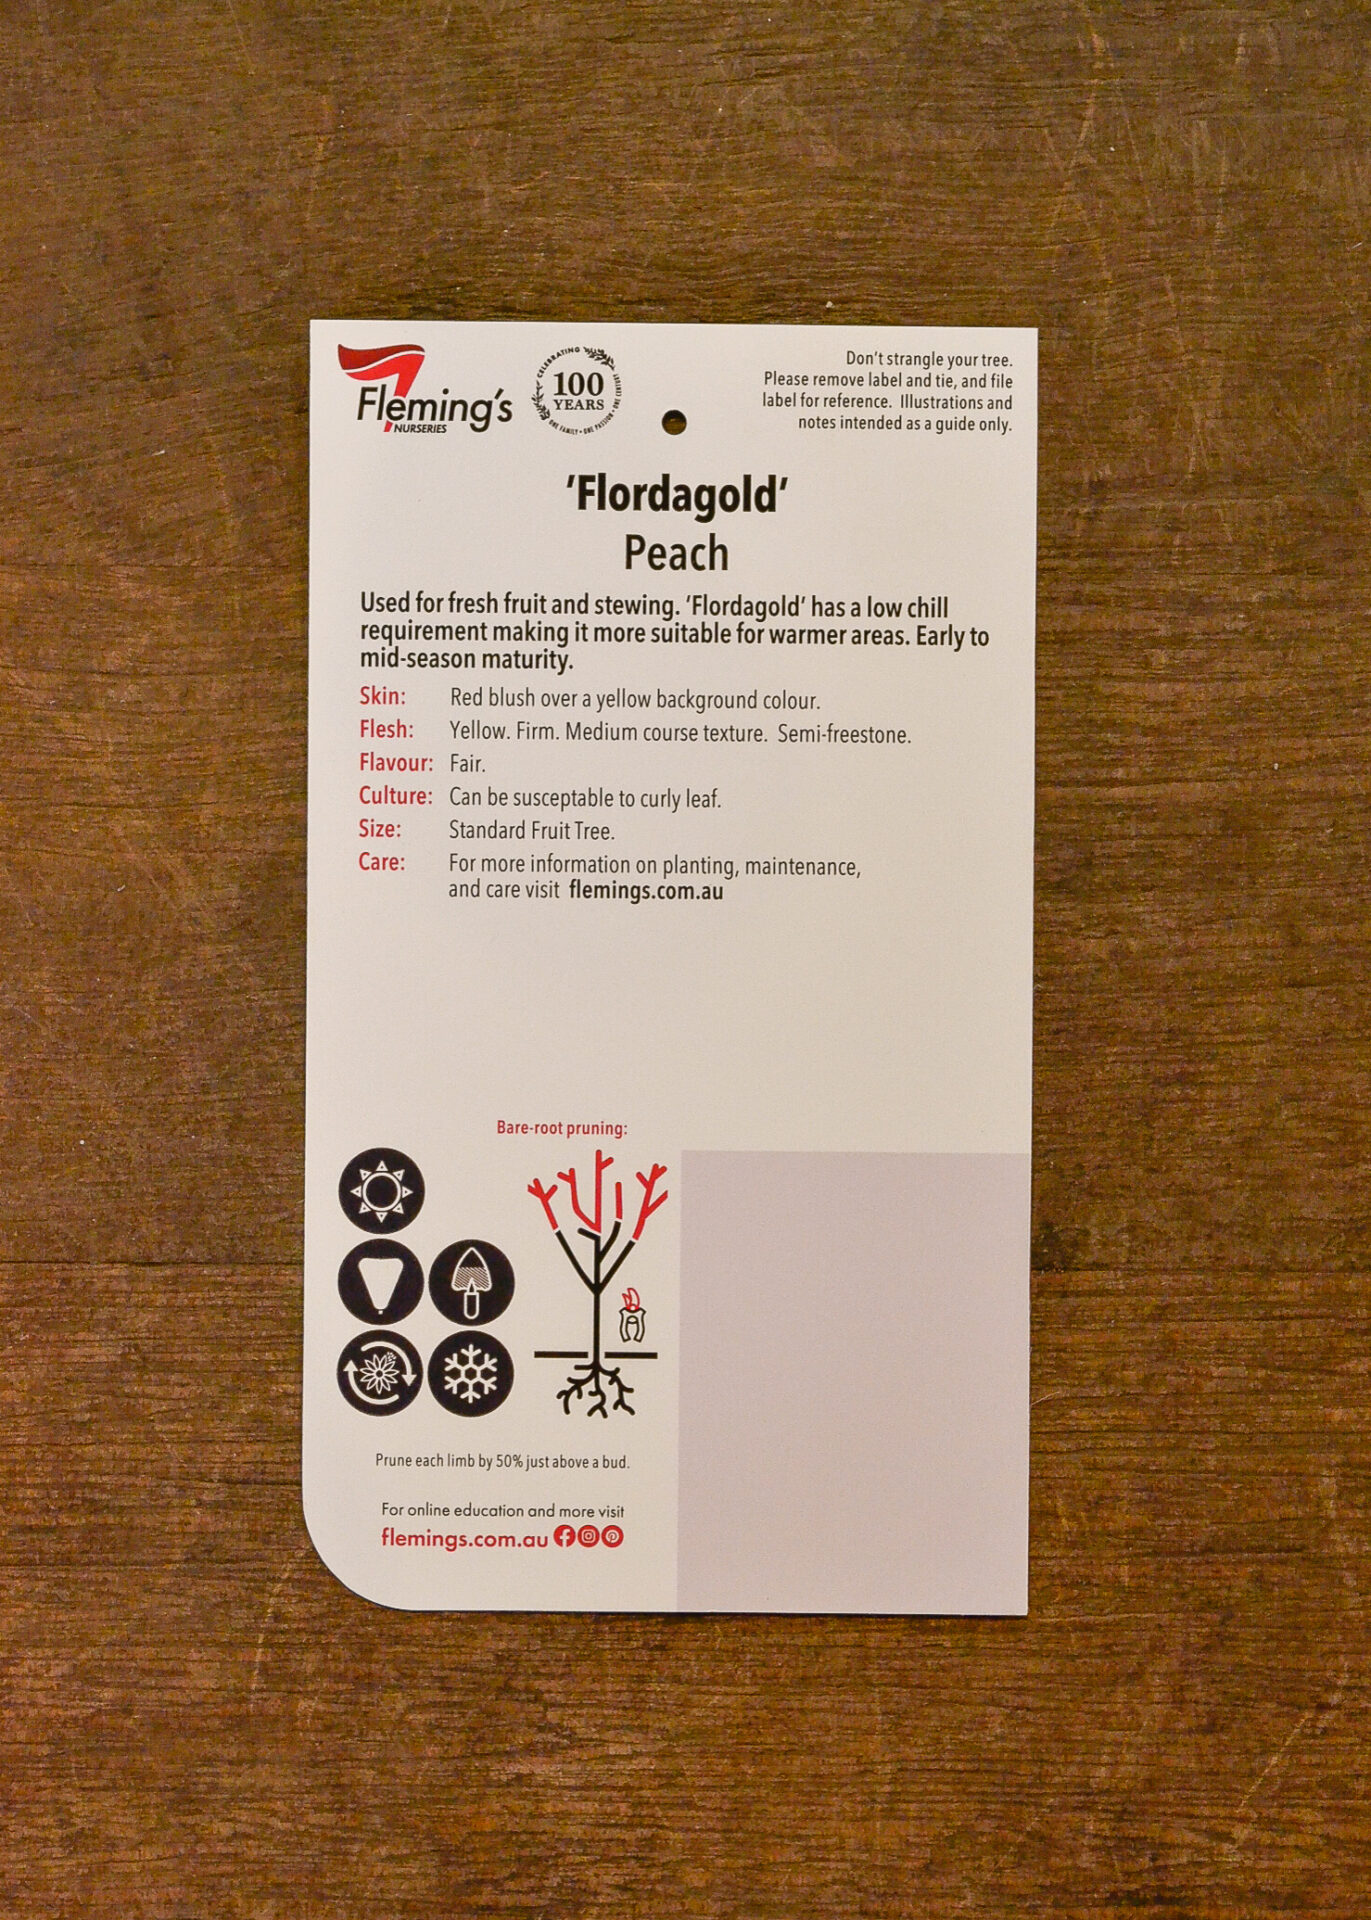 Fleming's
NURSERIES
CELEBRATING
100
YEARS
ONE FAMILY • ONE PASSION •
Don't strangle your tree.
Please remove label and tie, and file
label for reference. Illustrations and
notes intended as a guide only.
'Flordagold'
Peach
Used for fresh fruit and stewing. 'Flordagold' has a low chill
requirement making it more suitable for warmer areas. Early to
mid-season maturity.
Skin: Red blush over a yellow background colour.
Flesh: Yellow. Firm. Medium course texture. Semi-freestone.
Flavour: Fair.
Culture: Can be susceptable to curly leaf.
Size: Standard Fruit Tree.
Care: For more information on planting, maintenance,
and care visit flemings.com.au
Bare-root pruning:
Prune each limb by 50% just above a bud.
For online education and more visit
flemings.com.au